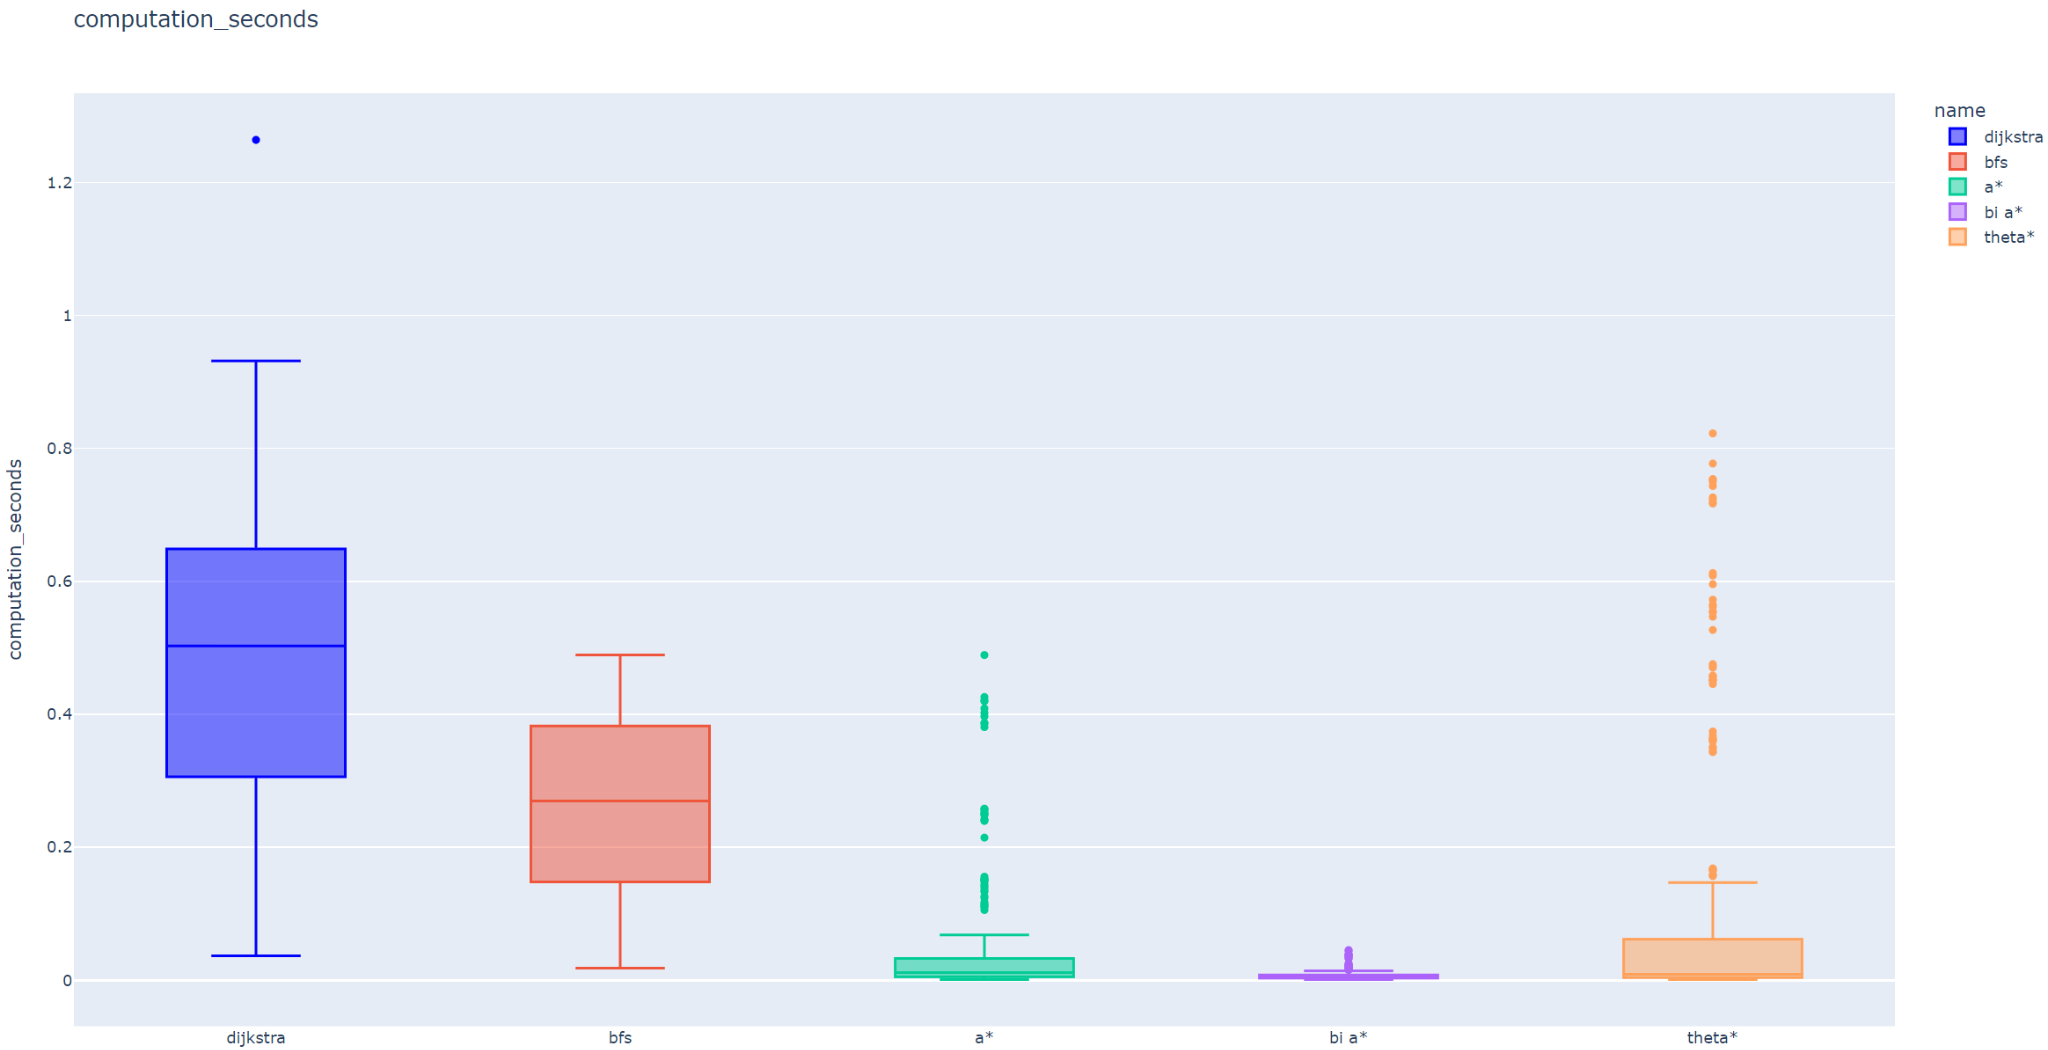 computation_seconds
name
dijkstra
bfs
a*
bi a*
theta*
computation_seconds
1.2
1
0.8
0.6
0.4
0.2
0
dijkstra
bfs
a*
bi a*
theta*